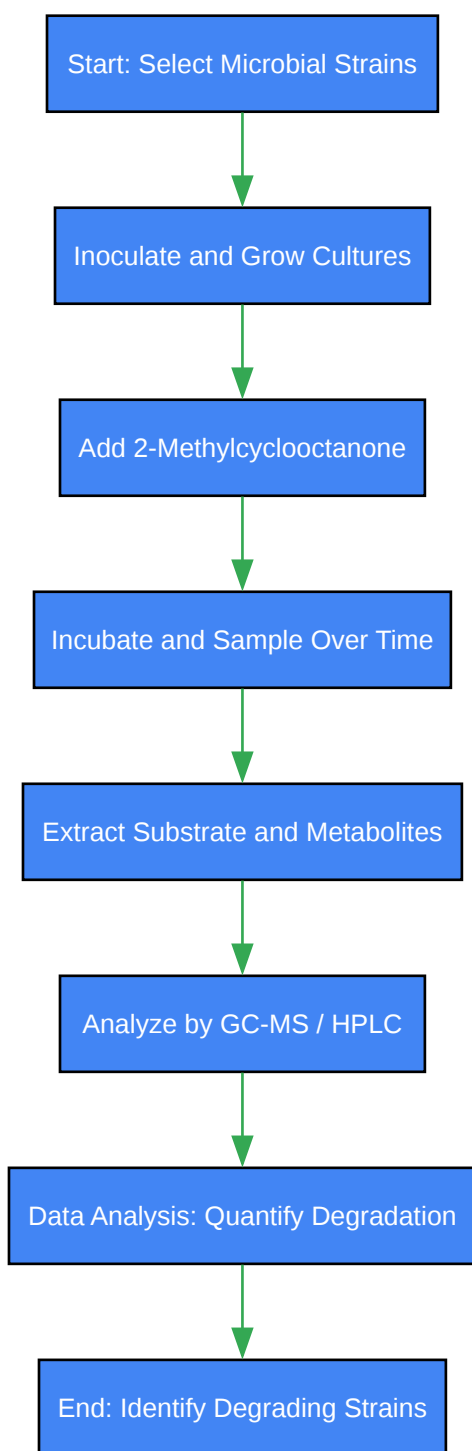 Start: Select Microbial Strains
Inoculate and Grow Cultures
Add 2-Methylcyclooctanone
Incubate and Sample Over Time
Extract Substrate and Metabolites
Analyze by GC-MS / HPLC
Data Analysis: Quantify Degradation
End: Identify Degrading Strains